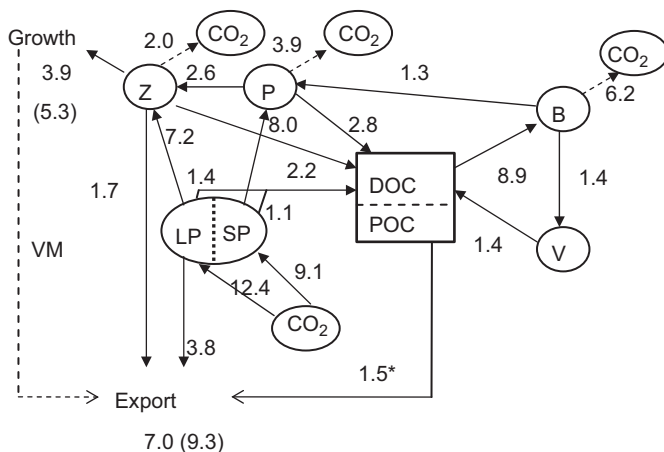 Growth
3.9
(5.3)
2.0
CO2
3.9
CO2
CO2
6.2
Z
2.6
P
1.3
B
7.2
8.0
2.8
8.9
1.4
1.7
1.4
2.2
DOC
POC
1.1
LP
SP
1.4
V
VM
12.4
9.1
CO2
3.8
1.5*
Export
7.0 (9.3)